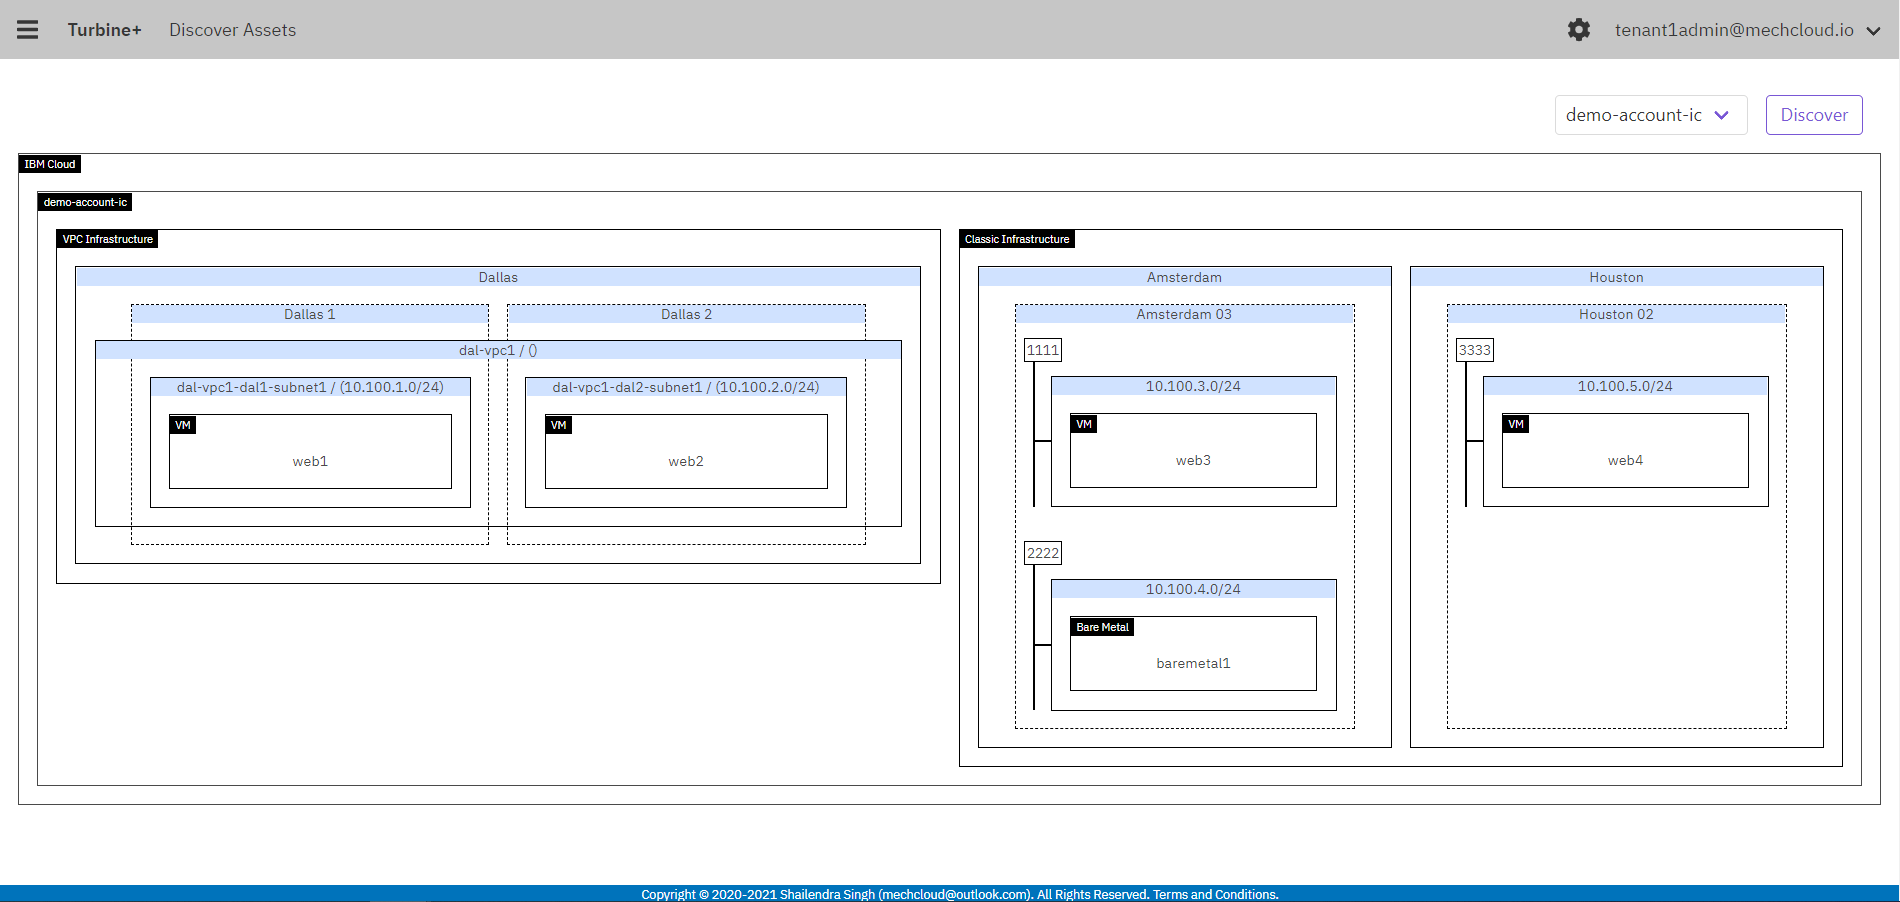 Turbine+ Discover Assets tenant1admin@mechcloud.io
demo-account-ic Discover
IBM Cloud
demo-account-ic
VPC Infrastructure
Dallas
Dallas 1
Dallas 2
dal-vpc1 / ()
dal-vpc1-dal1-subnet1 / (10.100.1.0/24)
VM
web1
dal-vpc1-dal2-subnet1 / (10.100.2.0/24)
VM
web2
Classic Infrastructure
Amsterdam
Amsterdam 03
1111
10.100.3.0/24
VM
web3
2222
10.100.4.0/24
Bare Metal
baremetal1
Houston
Houston 02
3333
10.100.5.0/24
VM
web4
Copyright © 2020-2021 Shailendra Singh (mechcloud@outlook.com). All Rights Reserved. Terms and Conditions.